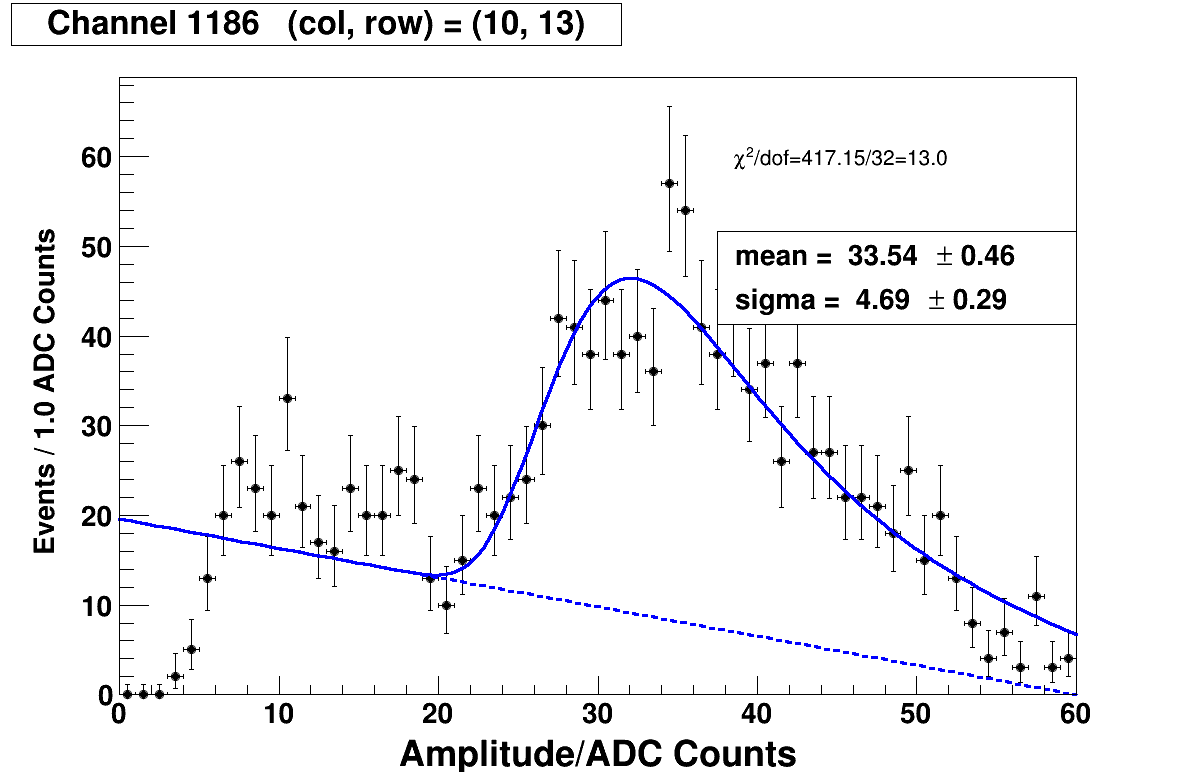 Channel 1186 (col, row) = (10, 13)
χ²/dof=417.15/32=13.0
mean = 33.54 ± 0.46
sigma = 4.69 ± 0.29
Events / 1.0 ADC Counts
60
50
40
30
20
10
0
0 10 20 30 40 50 60
Amplitude/ADC Counts